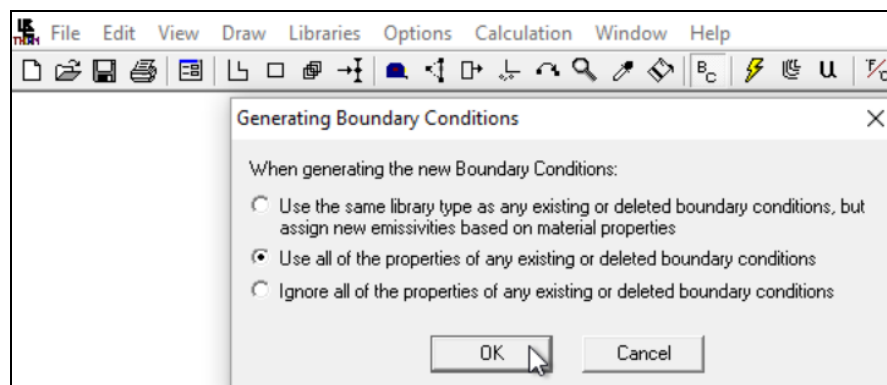 THRM File Edit View Draw Libraries Options Calculation Window Help
BC U F/C
Generating Boundary Conditions
When generating the new Boundary Conditions:
Use the same library type as any existing or deleted boundary conditions, but
assign new emissivities based on material properties
Use all of the properties of any existing or deleted boundary conditions
Ignore all of the properties of any existing or deleted boundary conditions
OK Cancel